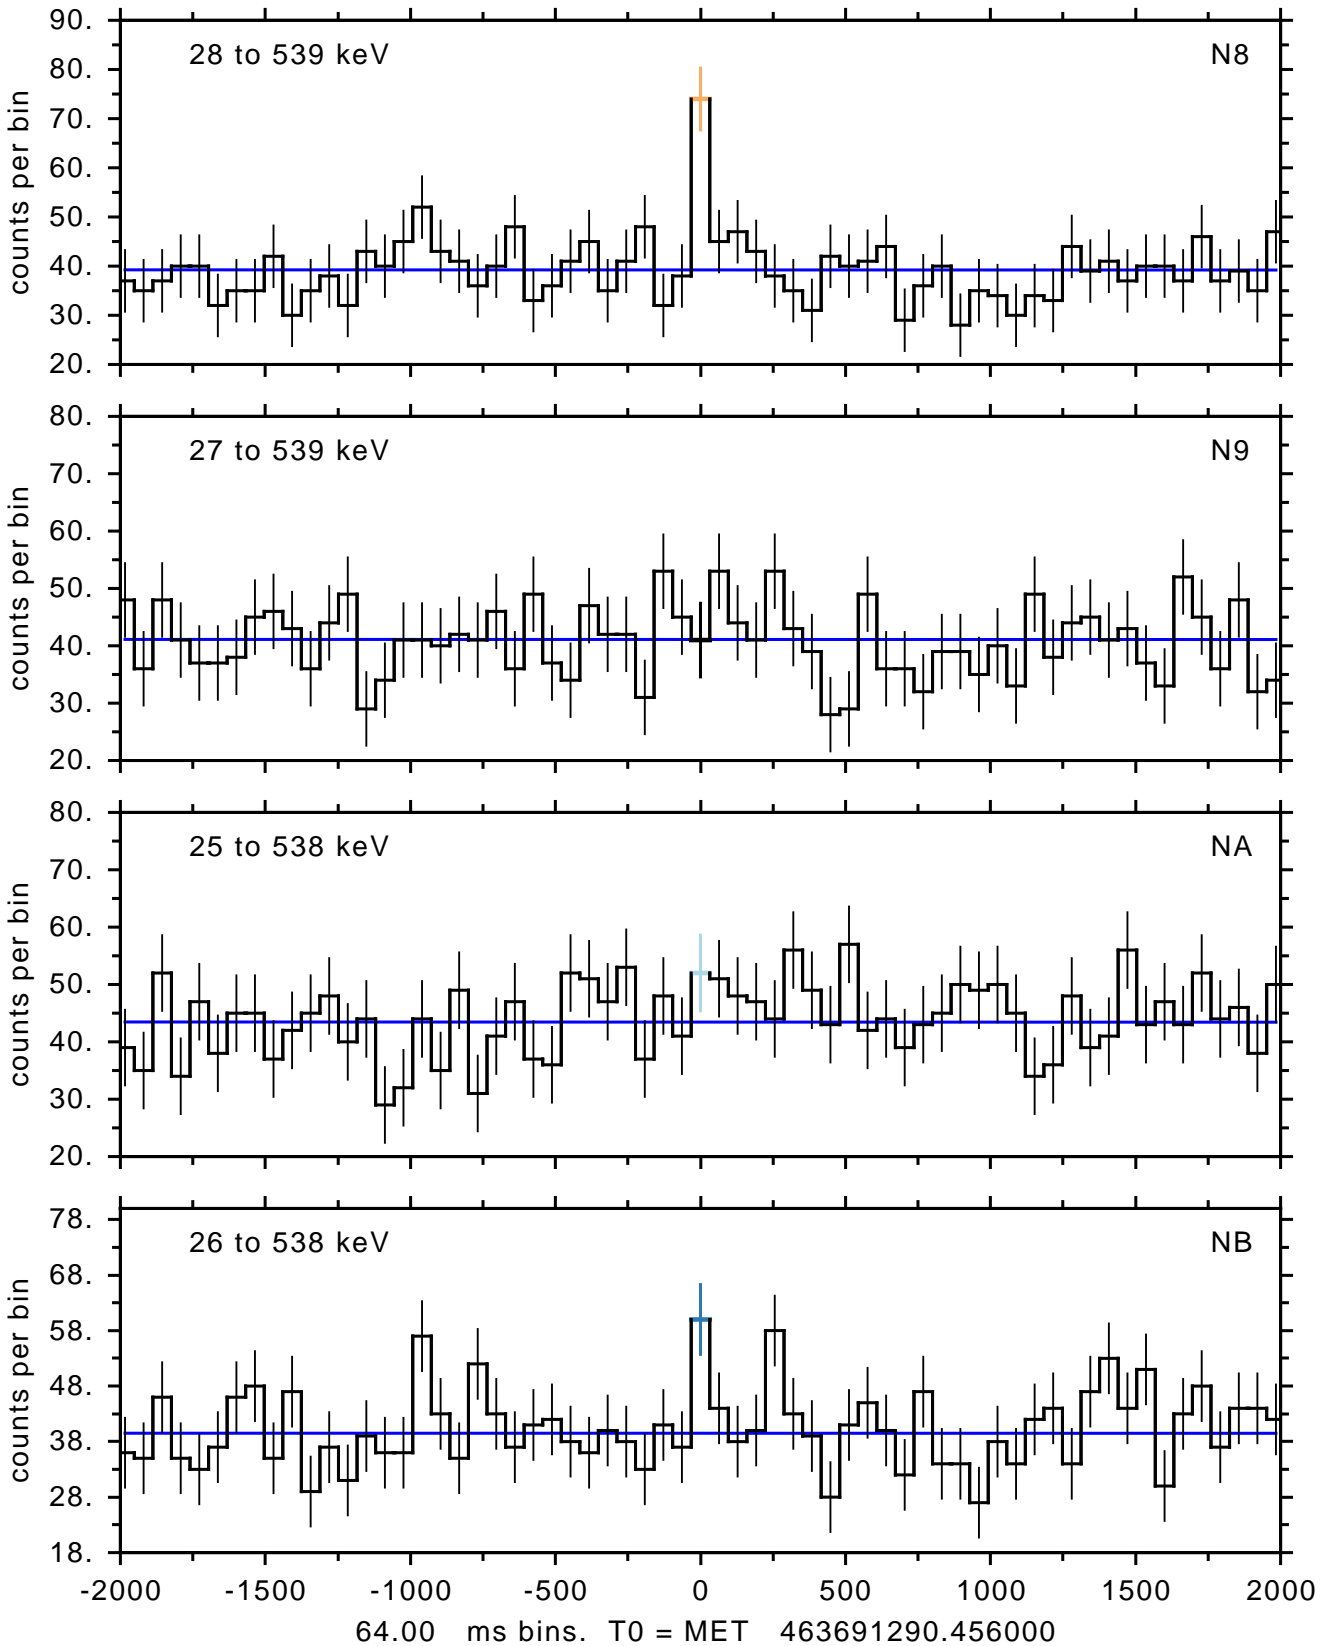 90.
28 to 539 keV N8
80.
70.
60.
50.
40.
30.
20.
counts per bin
80.
27 to 539 keV N9
70.
60.
50.
40.
30.
20.
counts per bin
80.
25 to 538 keV NA
70.
60.
50.
40.
30.
20.
counts per bin
78.
26 to 538 keV NB
68.
58.
48.
38.
28.
18.
counts per bin
-2000 -1500 -1000 -500 0 500 1000 1500 2000
64.00 ms bins. T0 = MET 463691290.456000